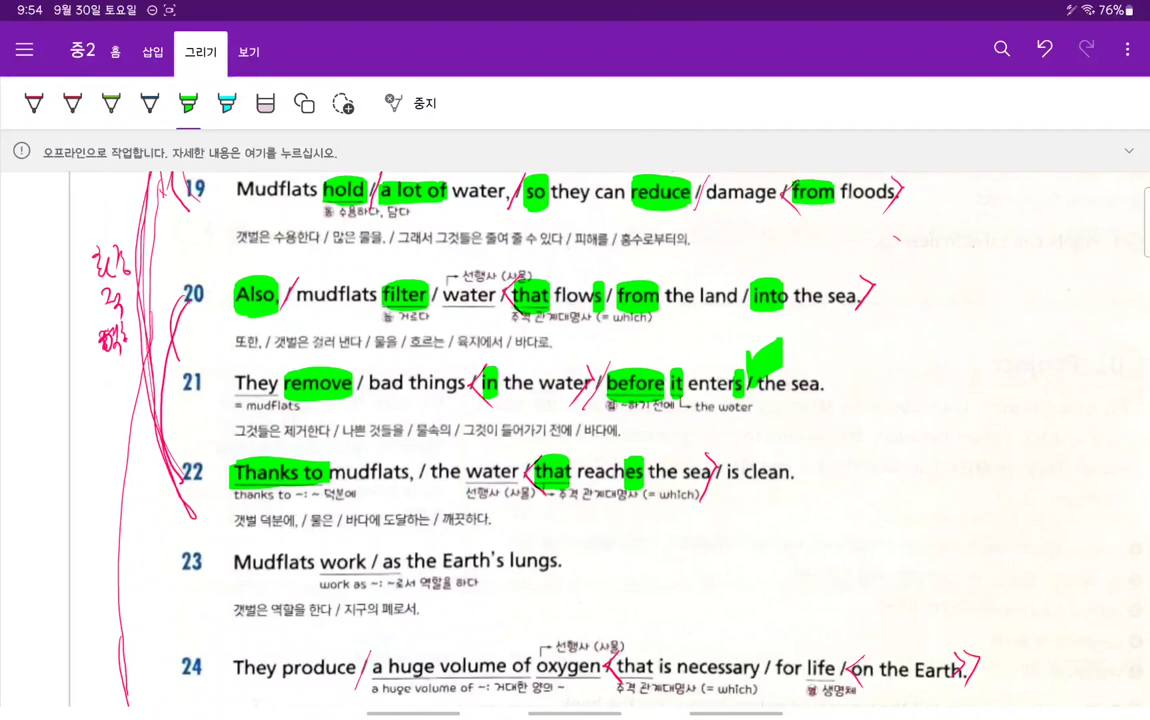 9:54 9월 30일 토요일 76%
중2 홈 삽입 그리기 보기
중지
오프라인으로 작업합니다. 자세한 내용은 여기를 누르십시오.
19 Mudflats hold / a lot of water, / so they can reduce / damage from floods.
동 수용하다, 담다
갯벌은 수용한다 / 많은 물을, / 그래서 그것들은 줄여 줄 수 있다 / 피해를 / 홍수로부터의.
선행사 (사물)
20 Also, / mudflats filter / water / that flows / from the land / into the sea.
동 거르다 주격 관계대명사 (= which)
또한, / 갯벌은 걸러 낸다 / 물을 / 흐르는 / 육지에서 / 바다로.
21 They remove / bad things / in the water / before it enters / the sea.
= mudflats 접 ~하기 전에 the water
그것들은 제거한다 / 나쁜 것들을 / 물속의 / 그것이 들어가기 전에 / 바다에.
22 Thanks to mudflats, / the water / that reaches the sea / is clean.
thanks to ~: ~ 덕분에 선행사 (사물) 주격 관계대명사 (= which)
갯벌 덕분에, / 물은 / 바다에 도달하는 / 깨끗하다.
23 Mudflats work / as the Earth's lungs.
work as ~: ~로서 역할을 하다
갯벌은 역할을 한다 / 지구의 폐로서.
선행사 (사물)
24 They produce / a huge volume of oxygen / that is necessary / for life / on the Earth.
a huge volume of ~: 거대한 양의 ~ 주격 관계대명사 (= which) 명 생명체